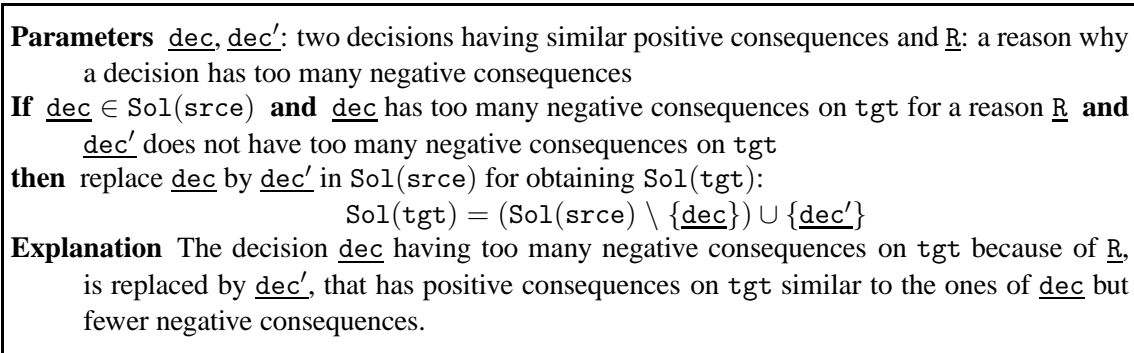 Parameters dec, dec′: two decisions having similar positive consequences and R: a reason why
a decision has too many negative consequences
If dec ∈ Sol(srce) and dec has too many negative consequences on tgt for a reason R and
dec′ does not have too many negative consequences on tgt
then replace dec by dec′ in Sol(srce) for obtaining Sol(tgt):
Sol(tgt) = (Sol(srce) \ {dec}) ∪ {dec′}
Explanation The decision dec having too many negative consequences on tgt because of R,
is replaced by dec′, that has positive consequences on tgt similar to the ones of dec but
fewer negative consequences.